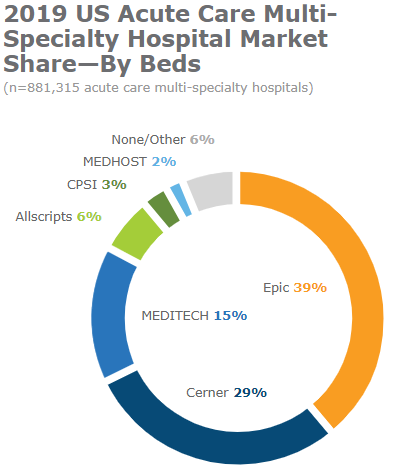 2019 US Acute Care Multi-
Specialty Hospital Market
Share—By Beds
(n=881,315 acute care multi-specialty hospitals)
None/Other 6%
MEDHOST 2%
CPSI 3%
Allscripts 6%
Epic 39%
MEDITECH 15%
Cerner 29%